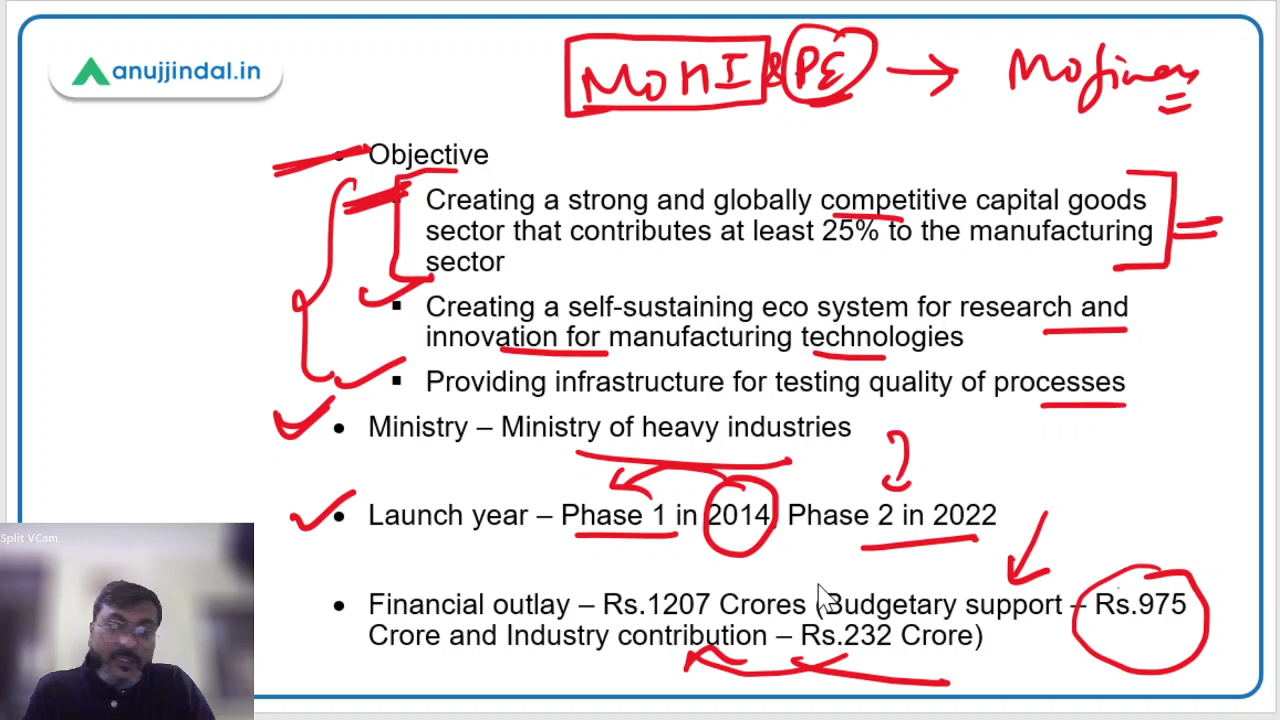 anujjindal.in
MOHI & PE → Mo finan
Objective
Creating a strong and globally competitive capital goods
sector that contributes at least 25% to the manufacturing
sector
Creating a self-sustaining eco system for research and
innovation for manufacturing technologies
Providing infrastructure for testing quality of processes
Ministry – Ministry of heavy industries
Launch year – Phase 1 in 2014, Phase 2 in 2022
Financial outlay – Rs.1207 Crores (Budgetary support – Rs.975
Crore and Industry contribution – Rs.232 Crore)
Split VCam